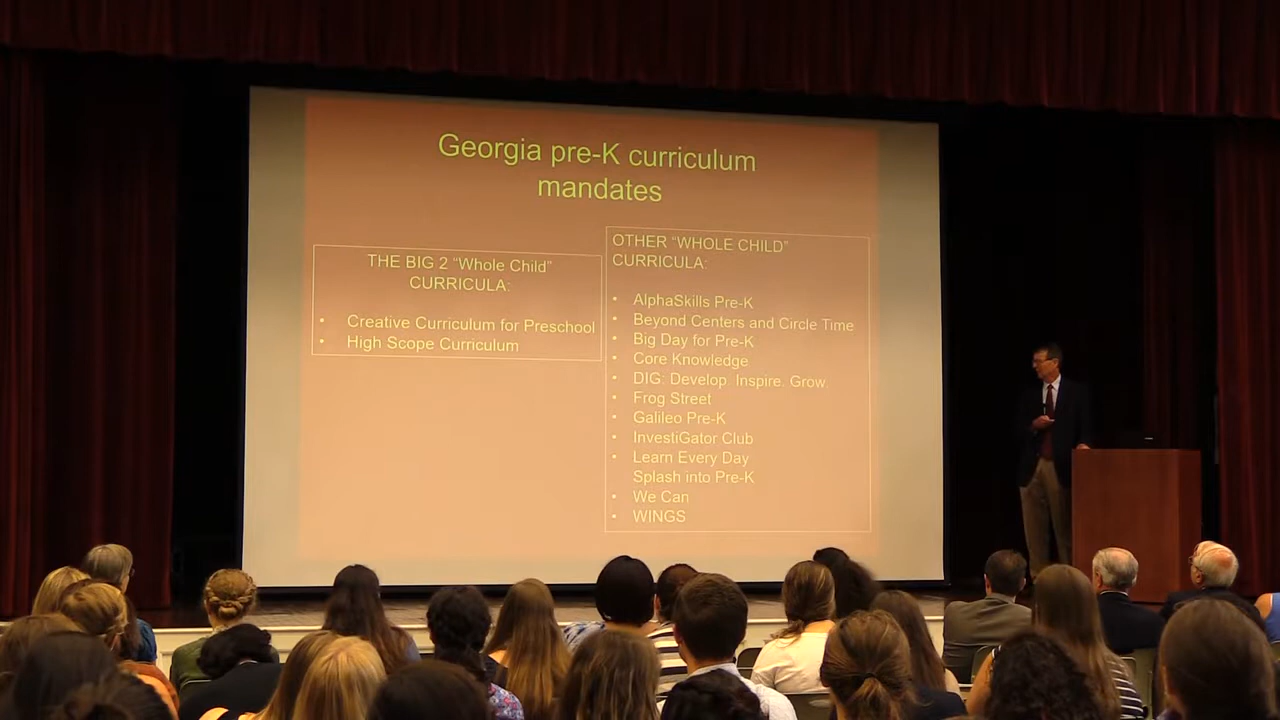 Georgia pre-K curriculum
mandates
THE BIG 2 “Whole Child”
CURRICULA:
• Creative Curriculum for Preschool
• High Scope Curriculum
OTHER “WHOLE CHILD”
CURRICULA:
• AlphaSkills Pre-K
• Beyond Centers and Circle Time
• Big Day for Pre-K
• Core Knowledge
• DIG: Develop. Inspire. Grow.
• Frog Street
• Galileo Pre-K
• InvestiGator Club
• Learn Every Day
Splash into Pre-K
• We Can
• WINGS